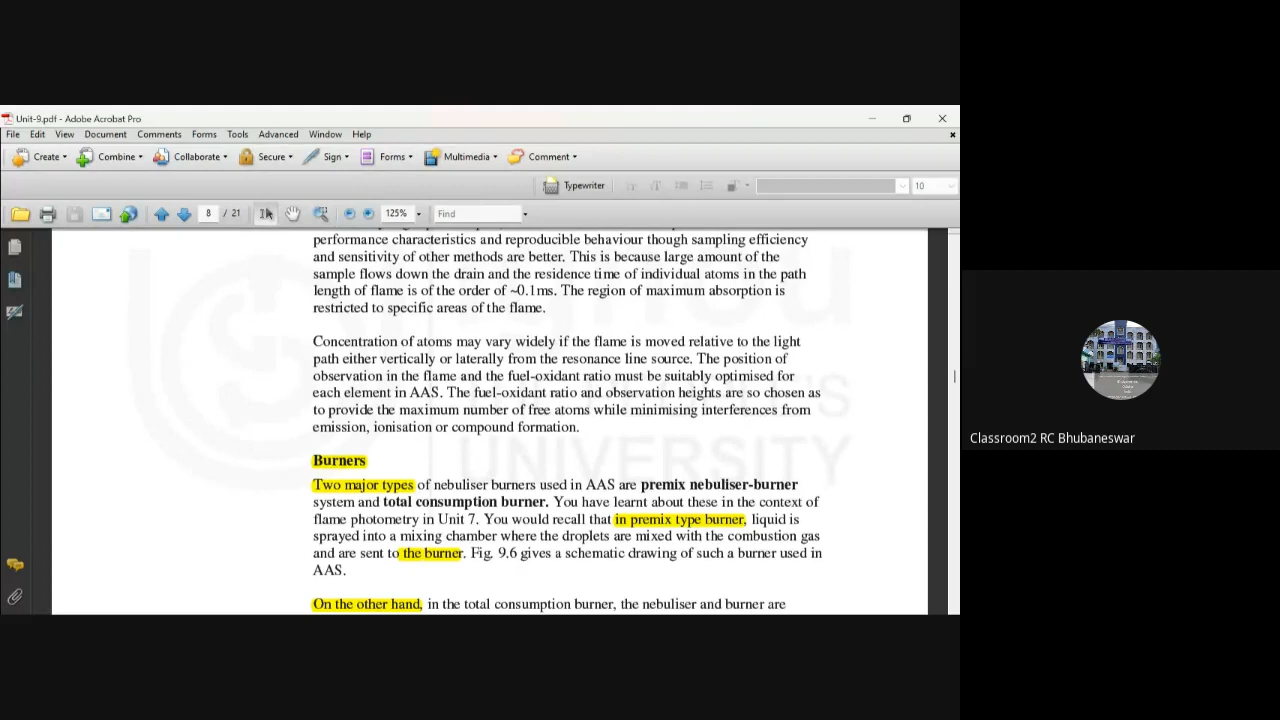 Unit-9.pdf - Adobe Acrobat Pro
File Edit View Document Comments Forms Tools Advanced Window Help
Create Combine Collaborate Secure Sign Forms Multimedia Comment
Typewriter 10
8 / 21 125% Find
performance characteristics and reproducible behaviour though sampling efficiency
and sensitivity of other methods are better. This is because large amount of the
sample flows down the drain and the residence time of individual atoms in the path
length of flame is of the order of ~0.1ms. The region of maximum absorption is
restricted to specific areas of the flame.
Concentration of atoms may vary widely if the flame is moved relative to the light
path either vertically or laterally from the resonance line source. The position of
observation in the flame and the fuel-oxidant ratio must be suitably optimised for
each element in AAS. The fuel-oxidant ratio and observation heights are so chosen as
to provide the maximum number of free atoms while minimising interferences from
emission, ionisation or compound formation.
UNIVERSITY
Burners
Two major types of nebuliser burners used in AAS are premix nebuliser-burner
system and total consumption burner. You have learnt about these in the context of
flame photometry in Unit 7. You would recall that in premix type burner, liquid is
sprayed into a mixing chamber where the droplets are mixed with the combustion gas
and are sent to the burner. Fig. 9.6 gives a schematic drawing of such a burner used in
AAS.
On the other hand, in the total consumption burner, the nebuliser and burner are
Classroom2 RC Bhubaneswar